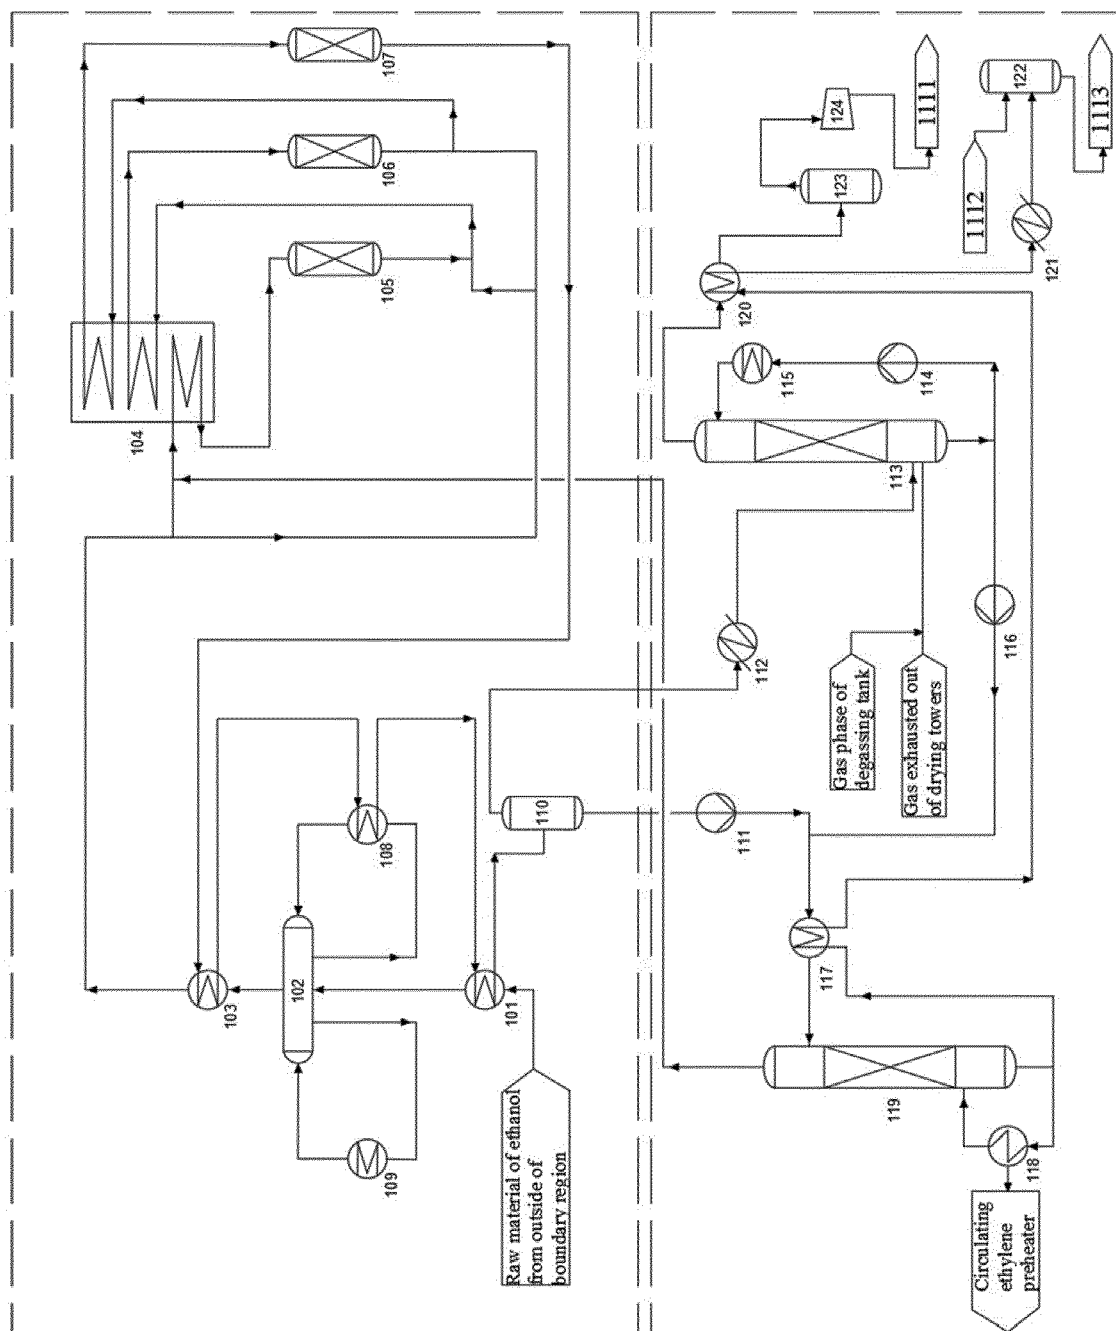 104
103
102
109
108
105
106
107
101
Raw material of ethanol
from outside of
boundary region
110
111
120
112
115
117
124
123
Gas phase of
degassing tank
119
113
Gas exhausted out
of drying towers
114
1111
1112
Circulating
ethylene
preheater
116
122
118
121
1113